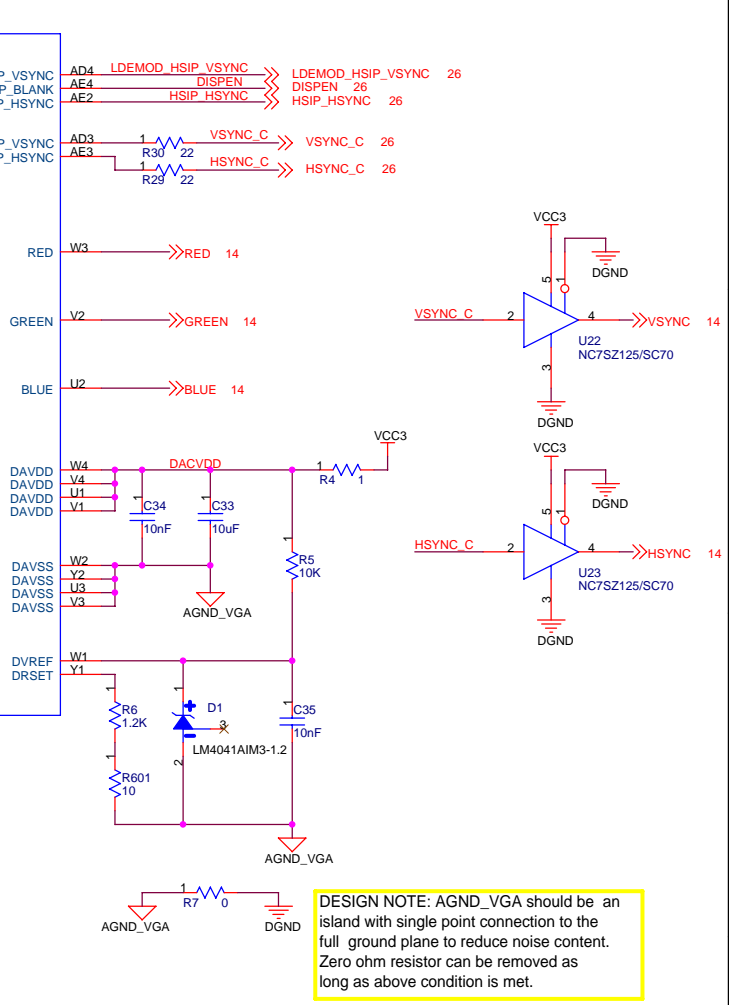 P_VSYNC AD4 LDEMOD_HSIP_VSYNC LDEMOD_HSIP_VSYNC 26
P_BLANK AE4 DISPEN DISPEN 26
P_HSYNC AE2 HSIP_HSYNC HSIP_HSYNC 26
P_VSYNC AD3 1 R30 22 VSYNC_C VSYNC_C 26
P_HSYNC AE3 1 R29 22 HSYNC_C HSYNC_C 26
RED W3 RED 14
GREEN V2 GREEN 14
BLUE U2 BLUE 14
VCC3
DGND
5 1
VSYNC_C 2 4 VSYNC 14
U22
NC7SZ125/SC70
3
DGND
VCC3
DGND
5 1
HSYNC_C 2 4 HSYNC 14
U23
NC7SZ125/SC70
3
DGND
DAVDD W4 DACVDD
DAVDD V4
DAVDD U1
DAVDD V1
VCC3
1
R4 1
1 C34
10nF
1 C33
10uF
1
R5
10K
DAVSS W2
DAVSS Y2
DAVSS U3
DAVSS V3
AGND_VGA
DVREF W1
DRSET Y1
1
R6
1.2K
1
R601
10
1 D1
3
LM4041AIM3-1.2
2
1 C35
10nF
AGND_VGA
1
R7 0
AGND_VGA
DGND
DESIGN NOTE: AGND_VGA should be an
island with single point connection to the
full ground plane to reduce noise content.
Zero ohm resistor can be removed as
long as above condition is met.